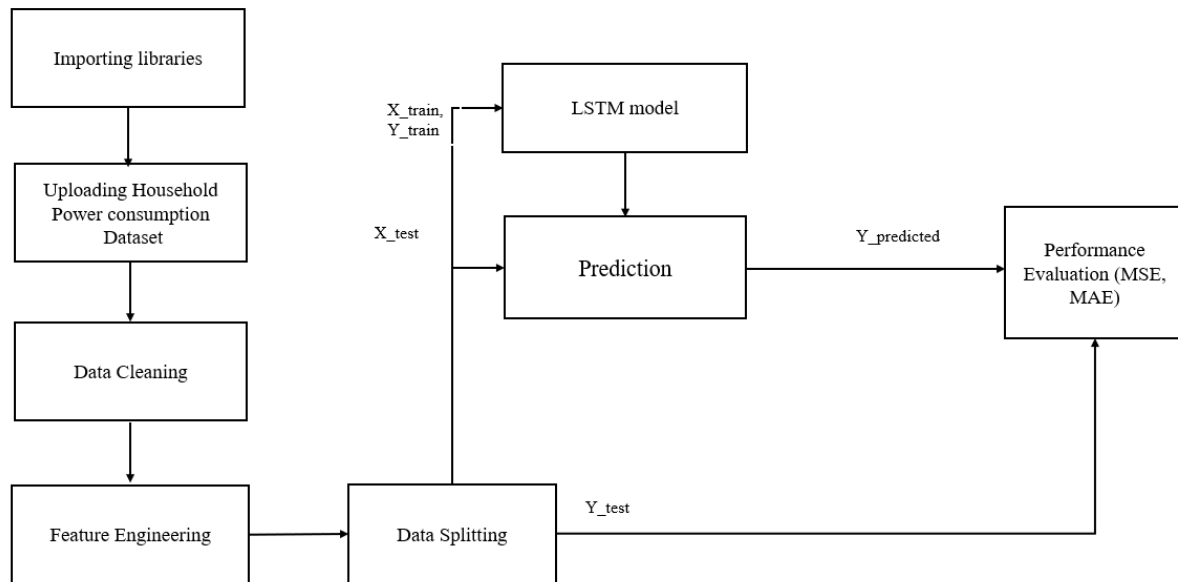 Importing libraries
Uploading Household
Power consumption
Dataset
Data Cleaning
Feature Engineering
Data Splitting
X_train,
Y_train
X_test
LSTM model
Prediction
Y_predicted
Y_test
Performance
Evaluation (MSE,
MAE)